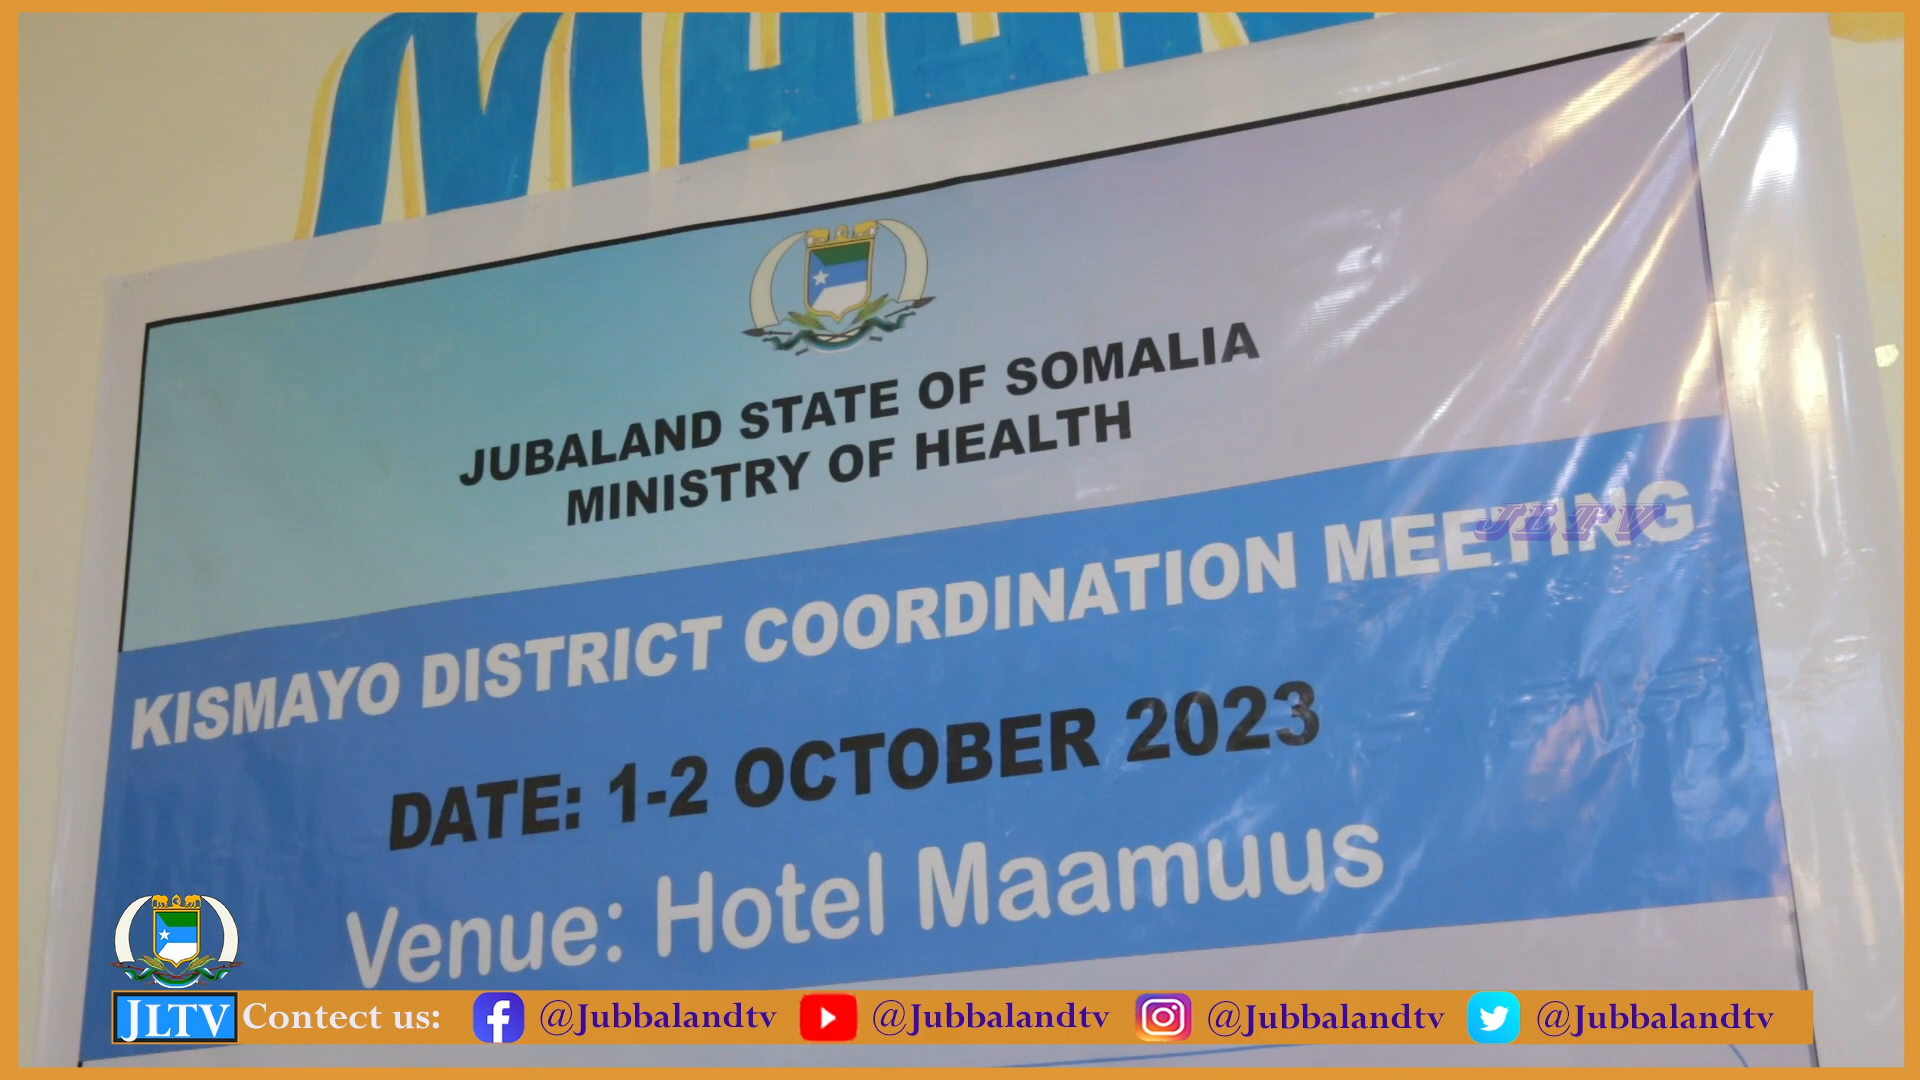 JUBALAND STATE OF SOMALIA
MINISTRY OF HEALTH
KISMAYO DISTRICT COORDINATION MEETING
JLTV
DATE: 1-2 OCTOBER 2023
Venue: Hotel Maamuus
JLTV Contect us: @Jubbalandtv @Jubbalandtv @Jubbalandtv @Jubbalandtv